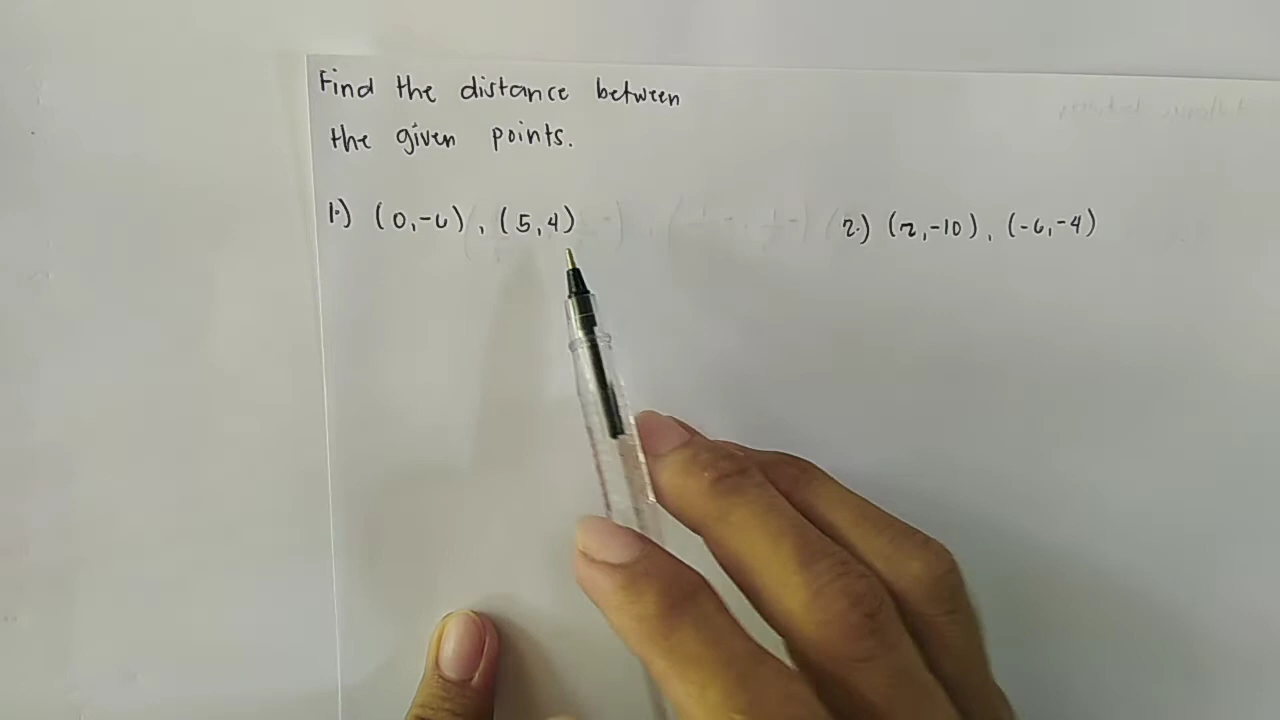 Find the distance between
the given points.
1.) (0,-6), (5,4)
2.) (2,-10), (-6,-4)